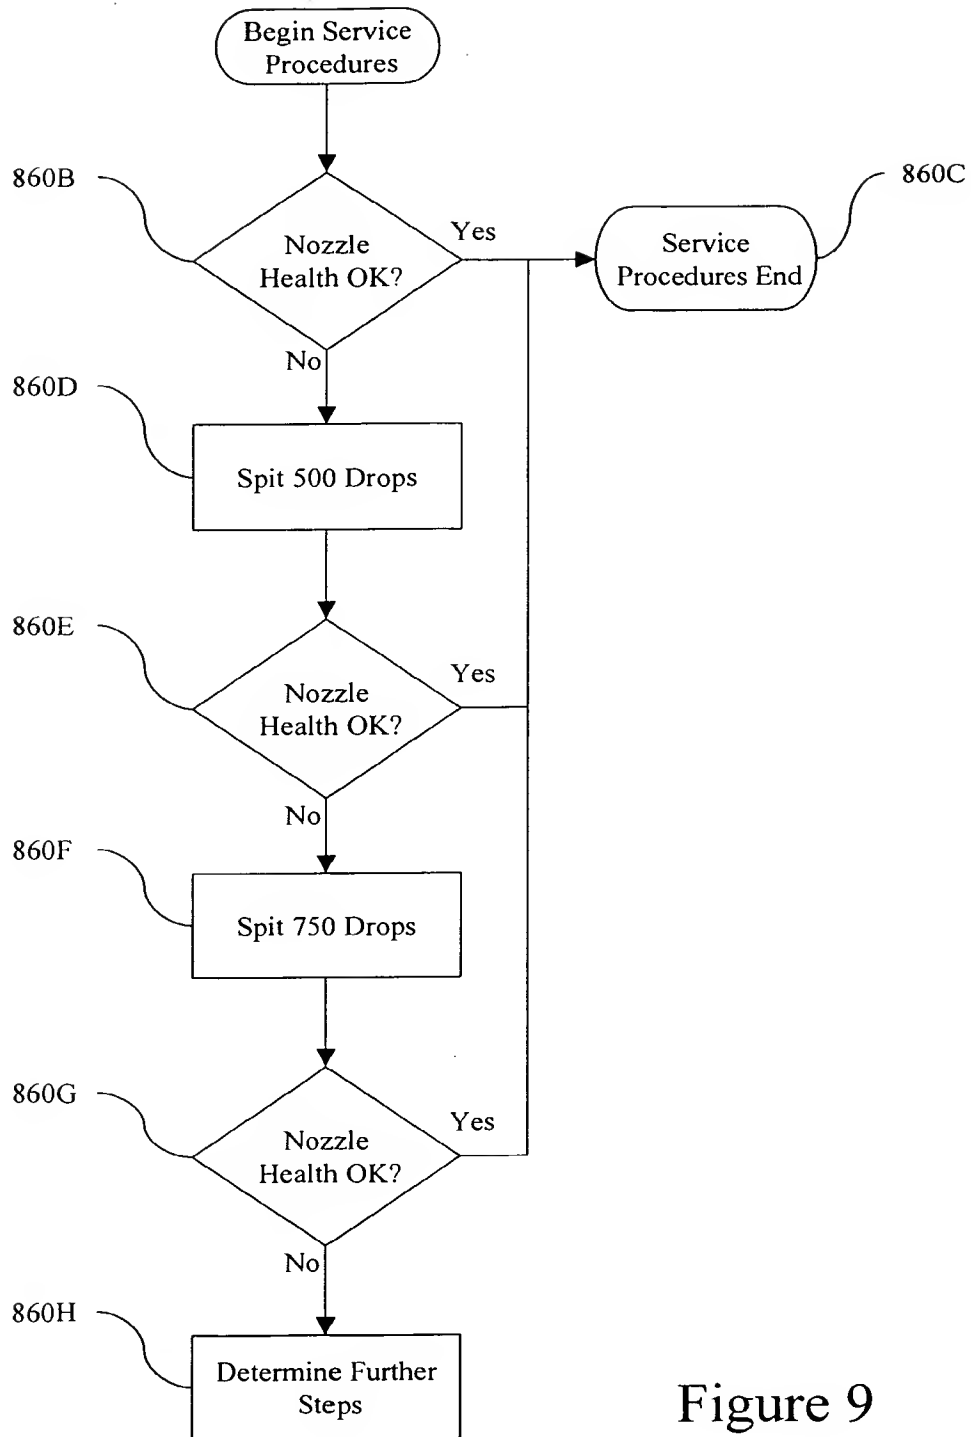 Begin Service
Procedures
860B
860C
Nozzle
Health OK?
Yes
Service
Procedures End
No
860D
Spit 500 Drops
860E
Nozzle
Health OK?
Yes
No
860F
Spit 750 Drops
860G
Nozzle
Health OK?
Yes
No
860H
Determine Further
Steps
Figure 9